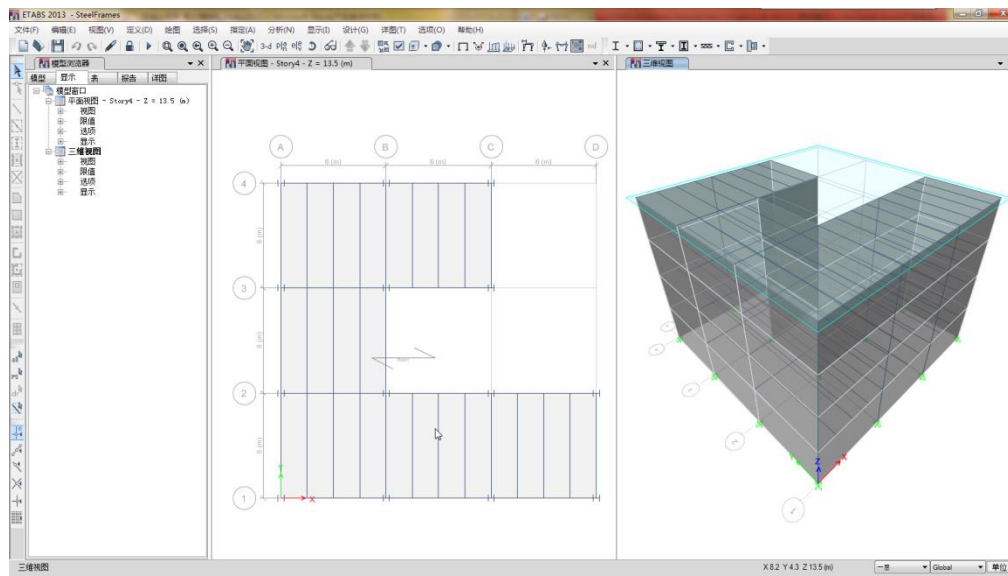 ETABS 2013 - SteelFrames
文件(F) 编辑(E) 视图(V) 定义(D) 绘图 选择(S) 指定(A) 分析(N) 显示(I) 设计(G) 详图(T) 选项(O) 帮助(H)
3-d
模型浏览器
平面视图 - Story4 - Z = 13.5 (m)
三维视图
模型 显示 表 报告 详图
模型窗口
平面视图 - Story4 - Z = 13.5 (m)
视图
限值
选项
显示
三维视图
视图
限值
选项
显示
A B C D
8 (m) 8 (m) 8 (m)
4
8 (m)
3
8 (m)
2
8 (m)
1
Y
X
Z
Y X
三维视图
X 8.2 Y 4.3 Z 13.5 (m)
一层
Global
单位